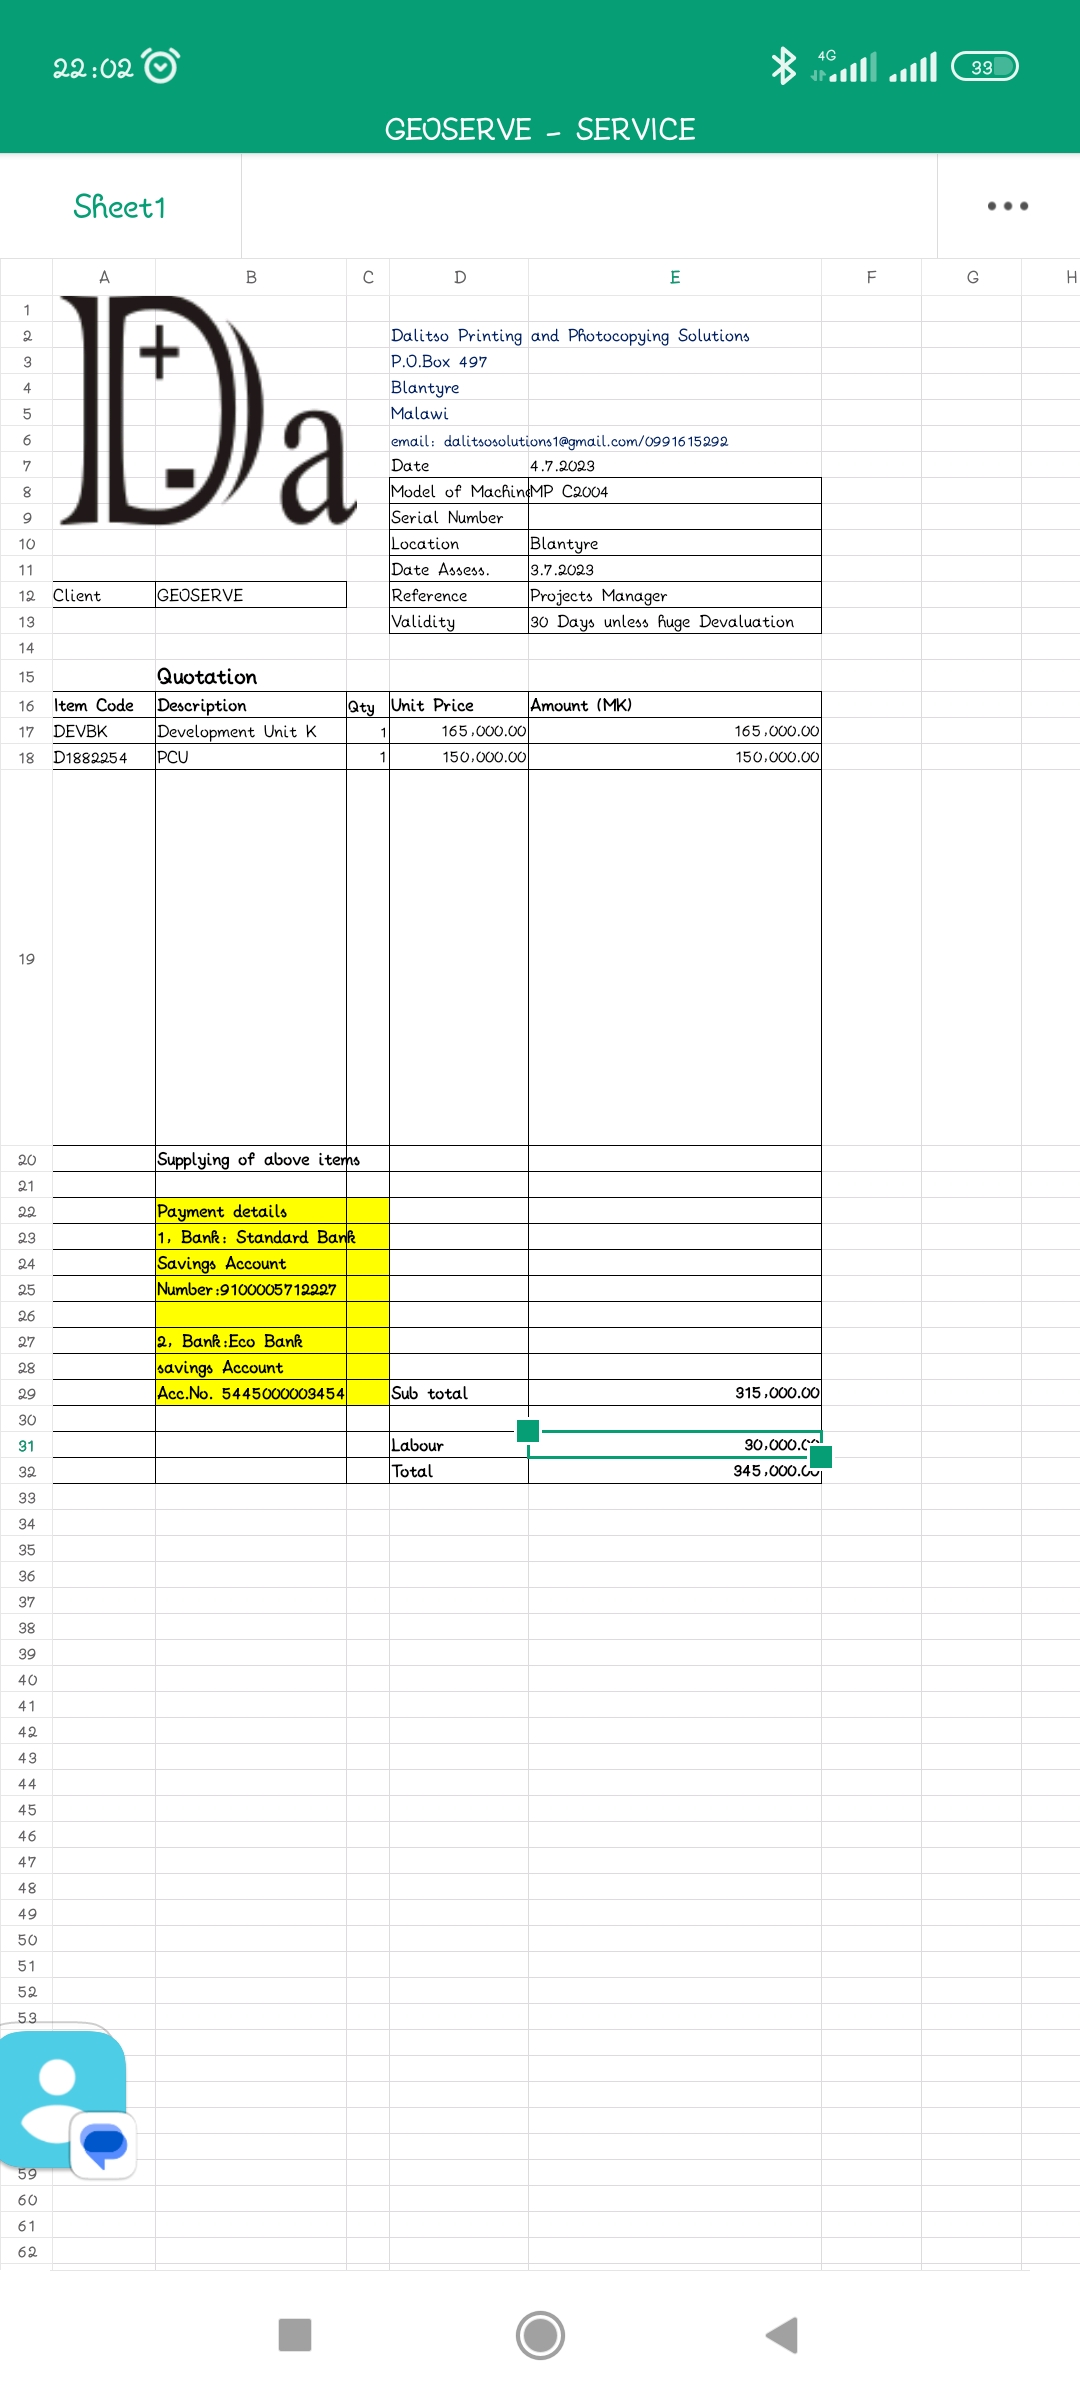 22:02
4G
33
GEOSERVE - SERVICE
Sheet1
A B C D E F G H
1
2 Dalitso Printing and Photocopying Solutions
3 P.O.Box 497
4 Blantyre
5 Malawi
6 email: dalitsosolutions1@gmail.com/0991615292
7 Date 4.7.2023
8 Model of Machine MP C2004
9 Serial Number
10 Location Blantyre
11 Date Assess. 3.7.2023
12 Client GEOSERVE Reference Projects Manager
13 Validity 30 Days unless huge Devaluation
14
15 Quotation
16 Item Code Description Qty Unit Price Amount (MK)
17 DEVBK Development Unit K 1 165,000.00 165,000.00
18 D1882254 PCU 1 150,000.00 150,000.00
19
20 Supplying of above items
21
22 Payment details
23 1, Bank: Standard Bank
24 Savings Account
25 Number:9100005712227
26
27 2, Bank:Eco Bank
28 savings Account
29 Acc.No. 5445000003454 Sub total 315,000.00
30
31 Labour 30,000.00
32 Total 345,000.00
33
34
35
36
37
38
39
40
41
42
43
44
45
46
47
48
49
50
51
52
53
59
60
61
62
Da